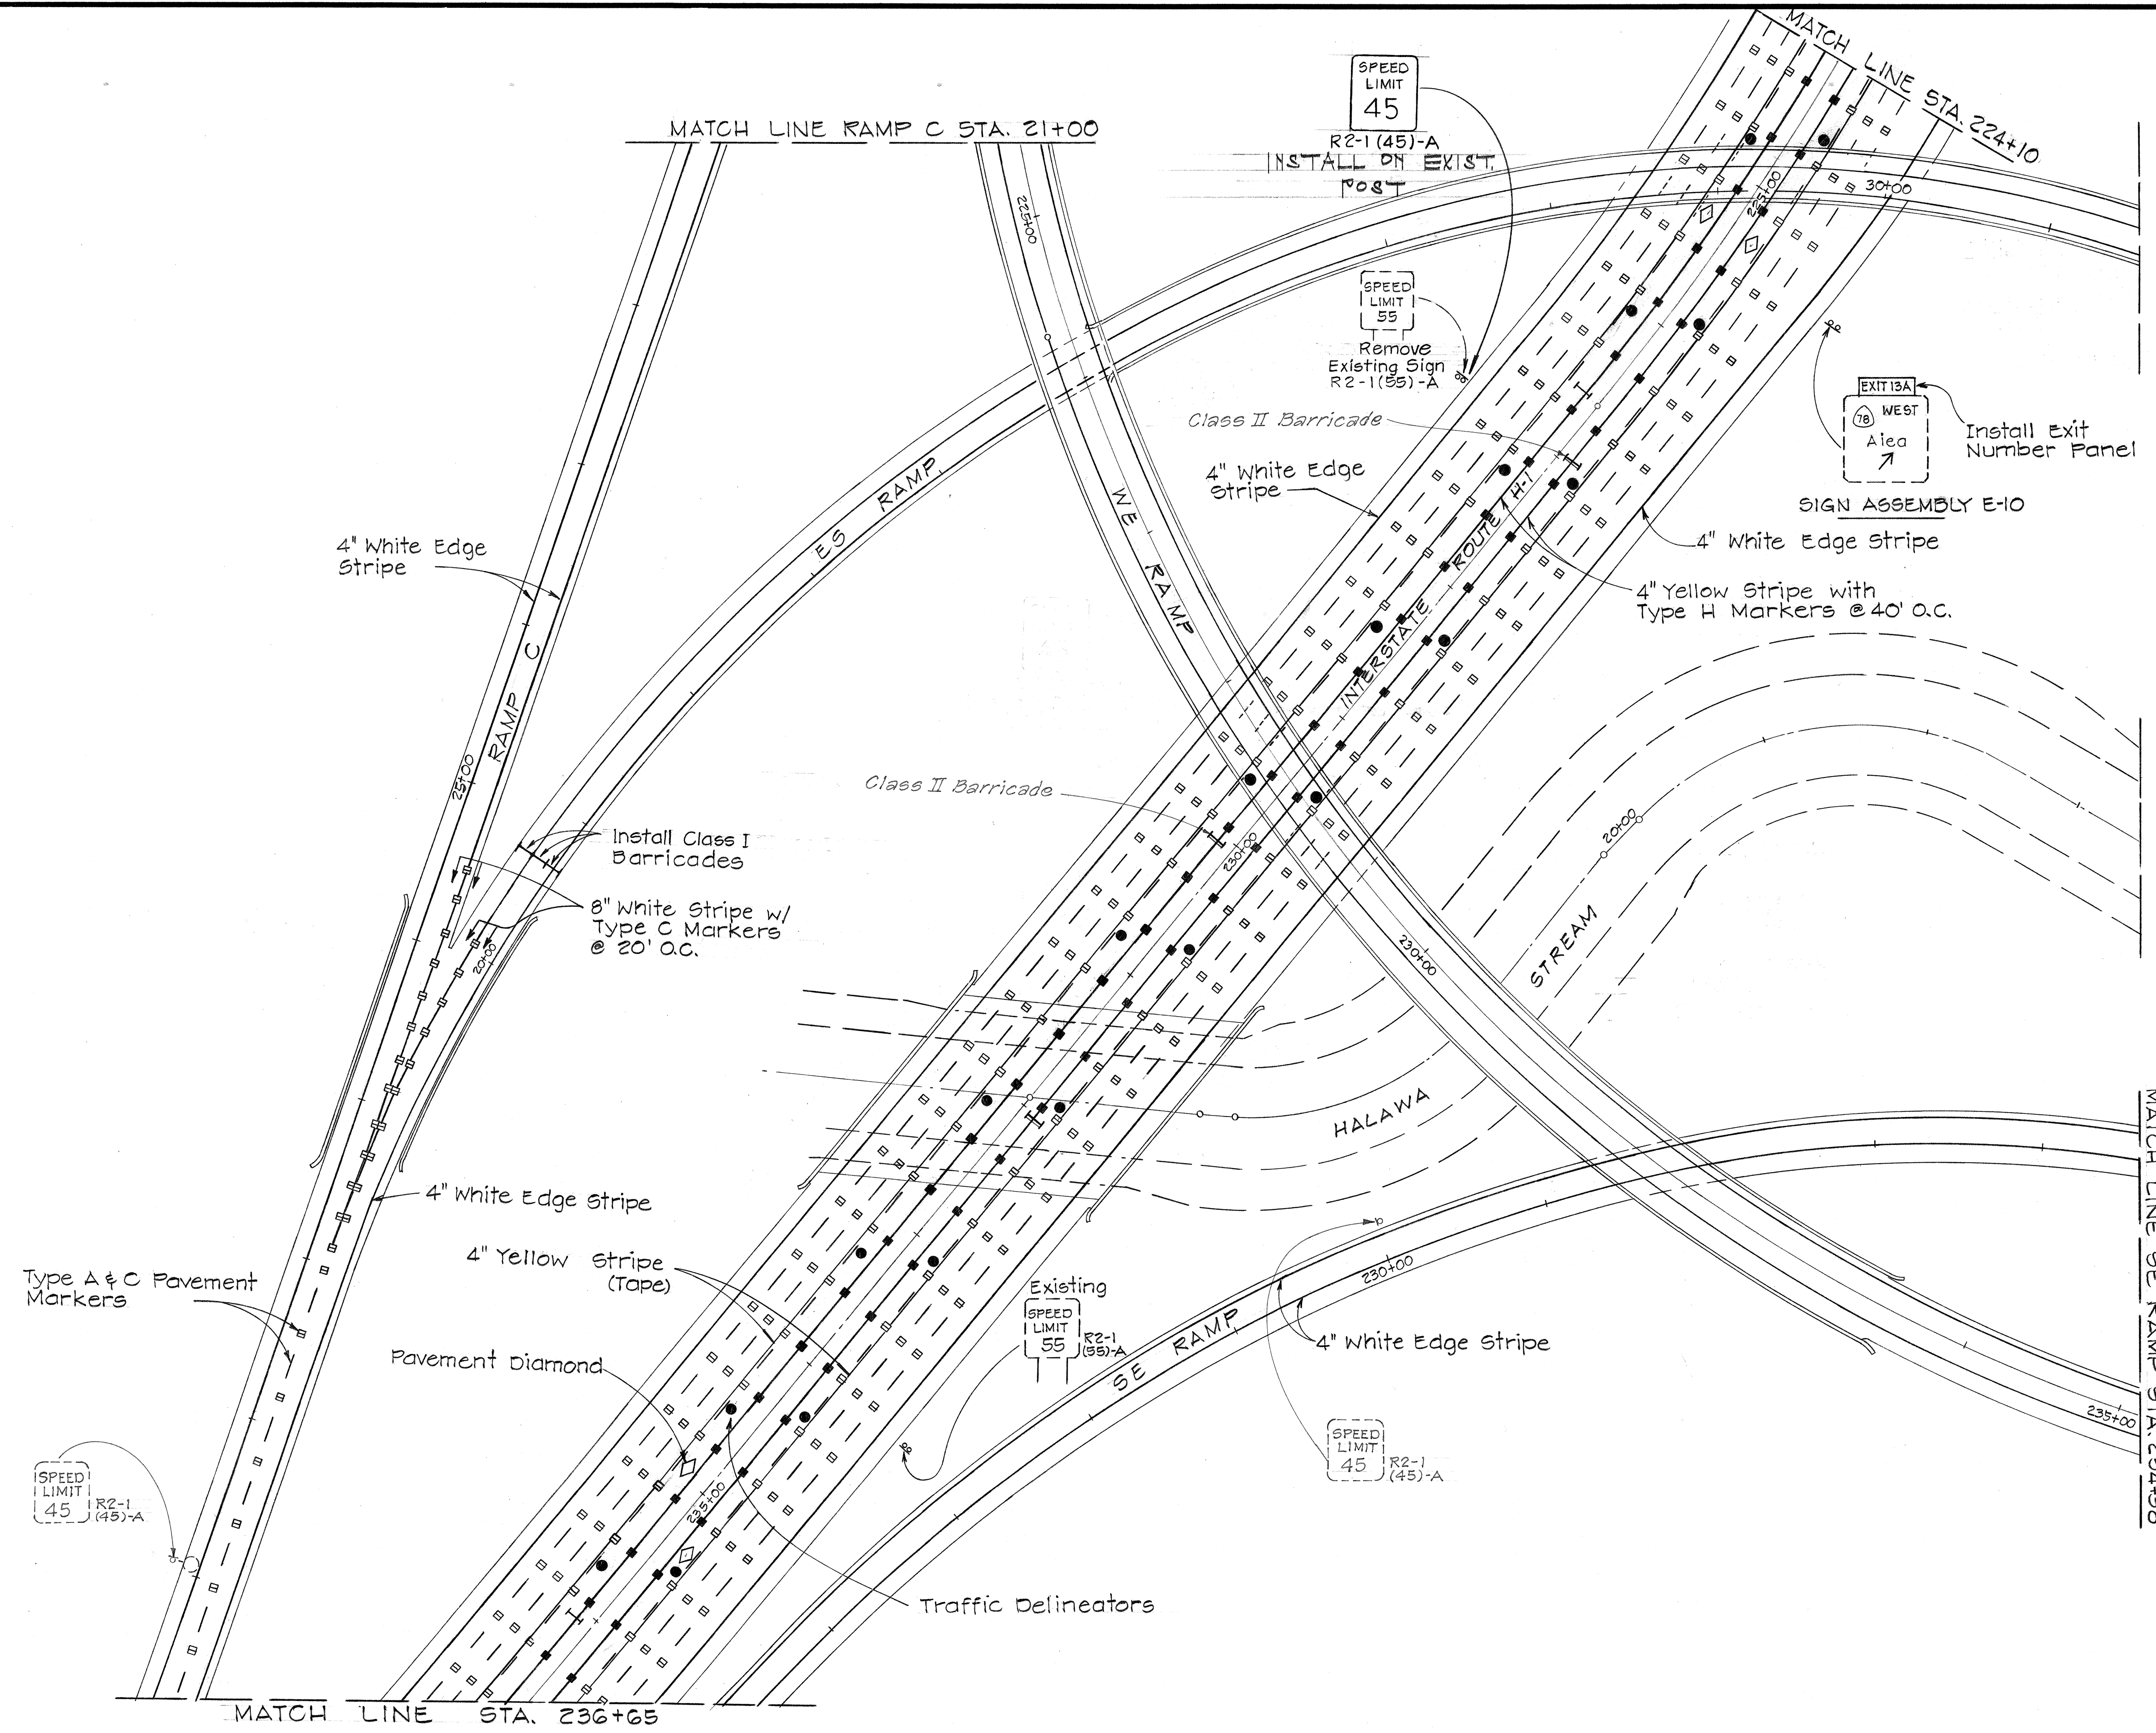 MATCH LINE RAMP C STA. 21+00
MATCH LINE STA. 224+10
SPEED
LIMIT
45
R2-1(45)-A
INSTALL ON EXIST.
POST
225+00
225+00
30+00
SPEED
LIMIT
55
Remove
Existing Sign
R2-1(55)-A
EXIT 13A
78 WEST
Aiea
Install Exit
Number Panel
SIGN ASSEMBLY E-10
Class II Barricade
4" White Edge
Stripe
ES RAMP
WE RAMP
INTERSTATE ROUTE H-1
4" White Edge Stripe
4" Yellow Stripe with
Type H Markers @ 40' O.C.
4" White Edge
Stripe
RAMP C
25+00
Class II Barricade
230+00
20+00
Install Class I
Barricades
8" White Stripe w/
Type C Markers
@ 20' O.C.
20+00
230+00
STREAM
HALAWA
4" White Edge Stripe
4" Yellow Stripe
(Tape)
Type A & C Pavement
Markers
Pavement Diamond
Existing
SPEED
LIMIT
55
R2-1
(55)-A
230+00
SE RAMP
4" White Edge Stripe
235+00
MATCH LINE SE RAMP STA.
SPEED
LIMIT
45
R2-1
(45)-A
SPEED
LIMIT
45
R2-1
(45)-A
235+00
Traffic Delineators
MATCH LINE STA. 236+65